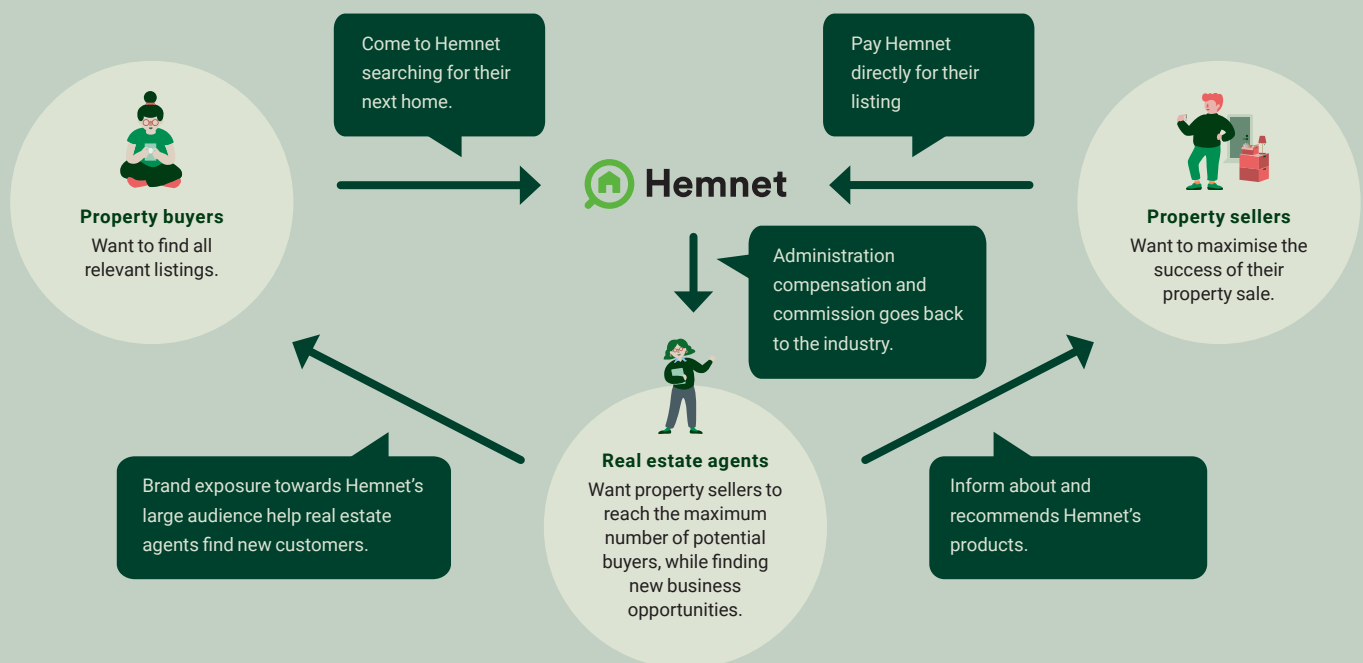 Come to Hemnet
searching for their
next home.
Pay Hemnet
directly for their
listing
Property buyers
Want to find all
relevant listings.
Hemnet
Property sellers
Want to maximise the
success of their
property sale.
Administration
compensation and
commission goes back
to the industry.
Brand exposure towards Hemnet’s
large audience help real estate
agents find new customers.
Real estate agents
Want property sellers to
reach the maximum
number of potential
buyers, while finding
new business
opportunities.
Inform about and
recommends Hemnet’s
products.